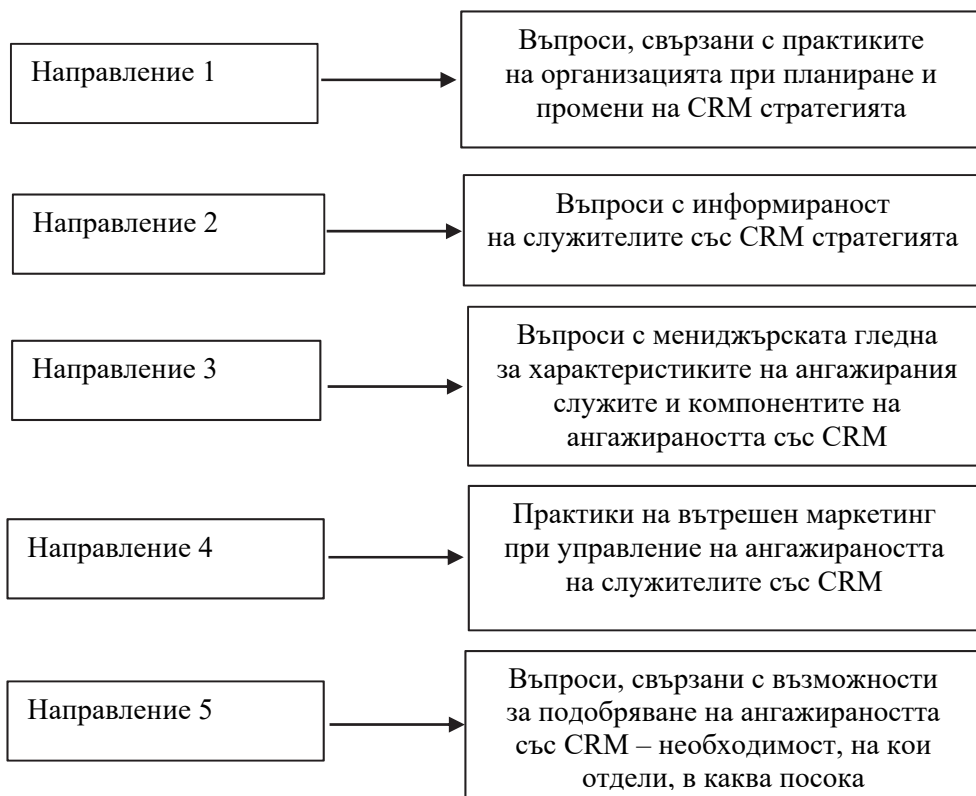 Направление 1
Въпроси, свързани с практиките
на организацията при планиране и
промени на CRM стратегията
Направление 2
Въпроси с информираност
на служителите със CRM стратегията
Направление 3
Въпроси с мениджърската гледна
за характеристиките на ангажирания
служите и компонентите на
ангажираността със CRM
Направление 4
Практики на вътрешен маркетинг
при управление на ангажираността
на служителите със CRM
Направление 5
Въпроси, свързани с възможности
за подобряване на ангажираността
със CRM – необходимост, на кои
отдели, в каква посока